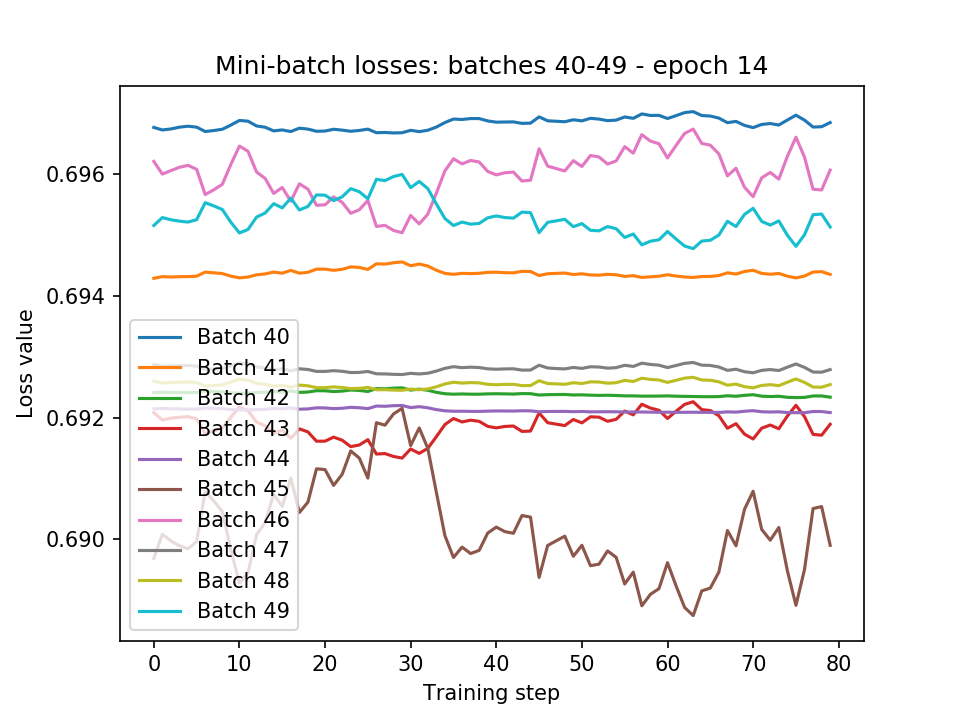 Mini-batch losses: batches 40-49 - epoch 14
Loss value
0.696
0.694
0.692
0.690
Batch 40
Batch 41
Batch 42
Batch 43
Batch 44
Batch 45
Batch 46
Batch 47
Batch 48
Batch 49
0 10 20 30 40 50 60 70 80
Training step